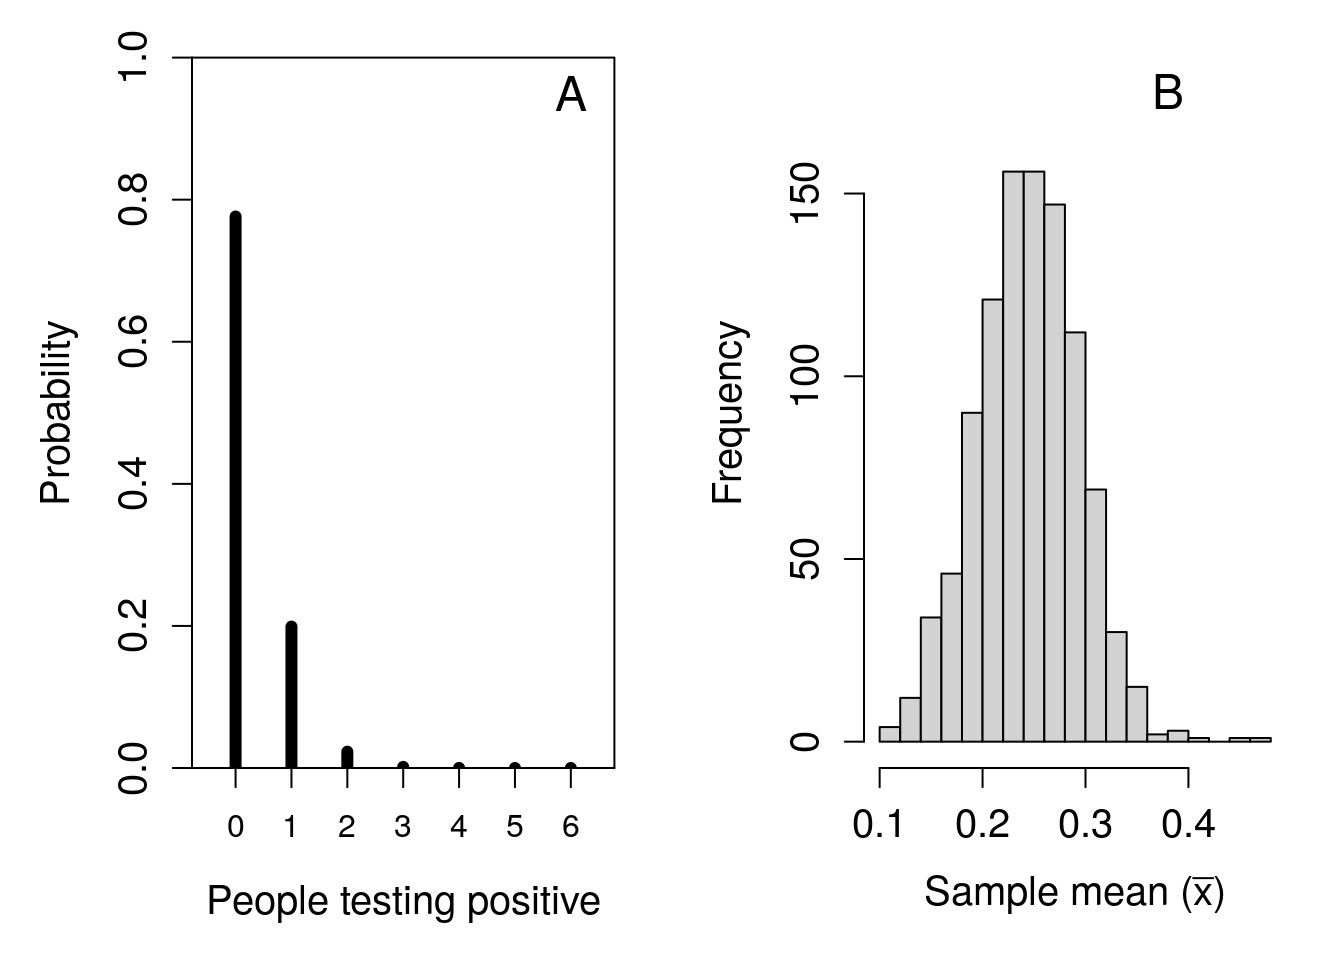 A
Probability
1.0
0.8
0.6
0.4
0.2
0.0
0 1 2 3 4 5 6
People testing positive
B
Frequency
150
100
50
0
0.1 0.2 0.3 0.4
Sample mean (x̅)